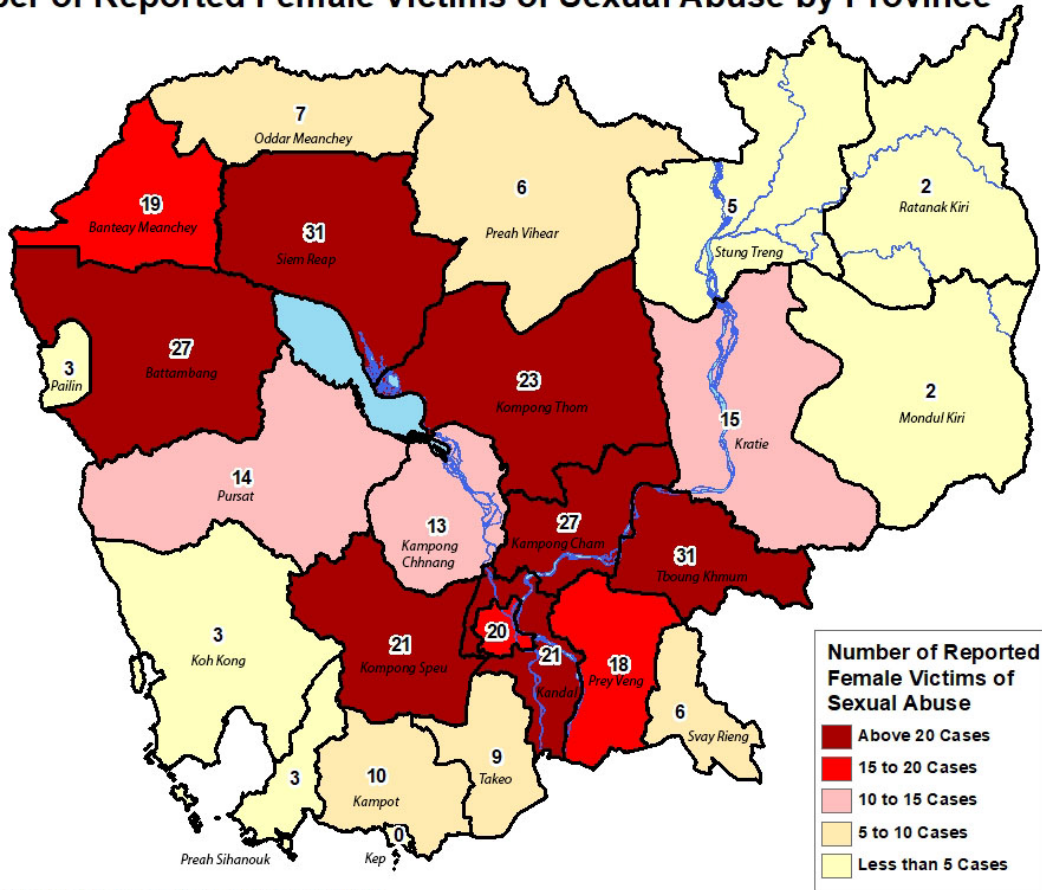 er of Reported Female Victims of Sexual Abuse by Province
7
Oddar Meanchey
19
Banteay Meanchey
31
Siem Reap
6
Preah Vihear
5
Stung Treng
2
Ratanak Kiri
27
Battambang
3
Pailin
23
Kompong Thom
15
Kratie
2
Mondul Kiri
14
Pursat
13
Kampong
Chhnang
27
Kampong Cham
31
Tboung Khmum
3
Koh Kong
21
Kompong Speu
20
21
Kandal
18
Prey Veng
6
Svay Rieng
3
Preah Sihanouk
10
Kampot
9
Takeo
0
Kep
Number of Reported
Female Victims of
Sexual Abuse
Above 20 Cases
15 to 20 Cases
10 to 15 Cases
5 to 10 Cases
Less than 5 Cases